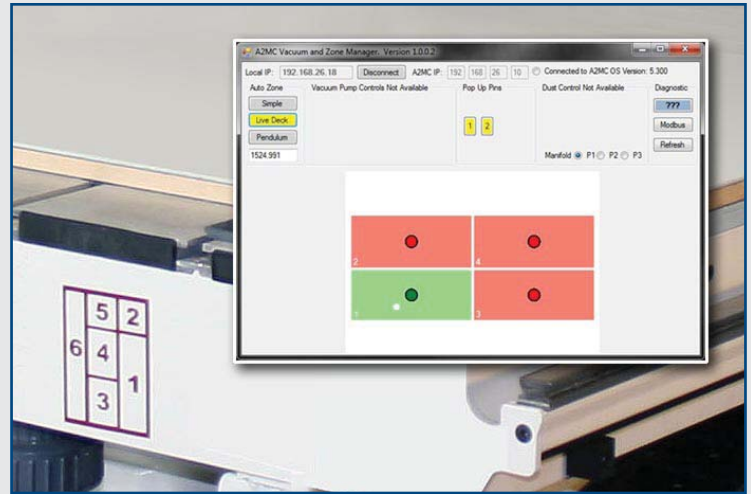 A2MC Vacuum and Zone Manager. Version 1.0.0.2
Local IP: 192.168.26.18 Disconnect A2MC IP: 192 168 26 10 Connected to A2MC OS Version: 5.300
Auto Zone Vacuum Pump Controls Not Available Pop Up Pins Dust Control Not Available Diagnostic
Simple ???
Live Deck 1 2 Modbus
Pendulum Refresh
1524.991 Manifold P1 P2 P3
2 4
1 3
5 2
6 4
1
3